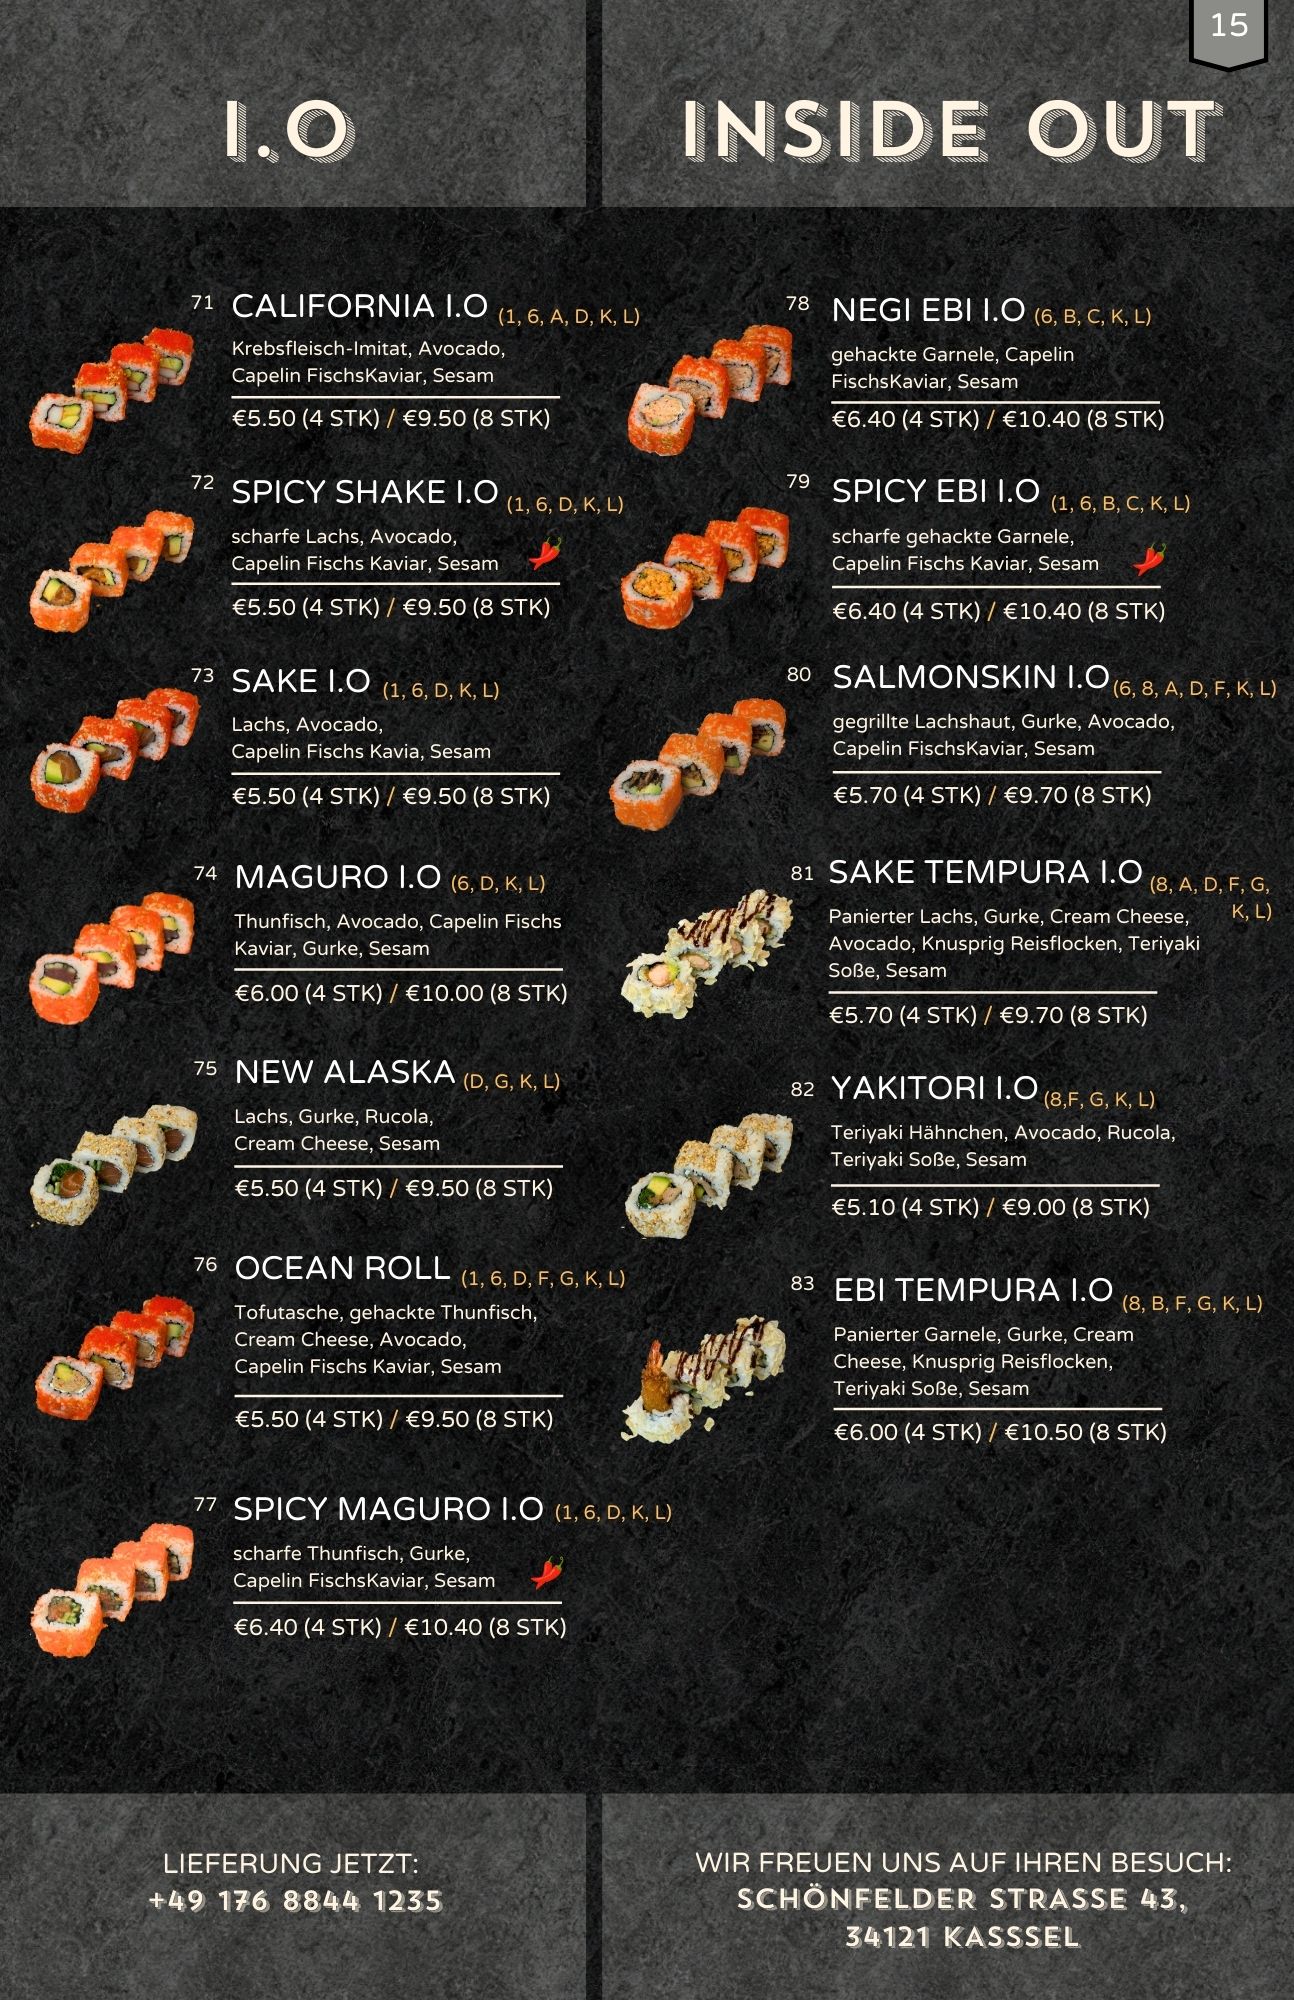 15
I.O
INSIDE OUT
71
CALIFORNIA I.O (1, 6, A, D, K, L)
Krebsfleisch-Imitat, Avocado,
Capelin FischsKaviar, Sesam
€5.50 (4 STK) / €9.50 (8 STK)
72
SPICY SHAKE I.O (1, 6, D, K, L)
scharfe Lachs, Avocado,
Capelin Fischs Kaviar, Sesam
€5.50 (4 STK) / €9.50 (8 STK)
73
SAKE I.O (1, 6, D, K, L)
Lachs, Avocado,
Capelin Fischs Kavia, Sesam
€5.50 (4 STK) / €9.50 (8 STK)
74
MAGURO I.O (6, D, K, L)
Thunfisch, Avocado, Capelin Fischs
Kaviar, Gurke, Sesam
€6.00 (4 STK) / €10.00 (8 STK)
75
NEW ALASKA (D, G, K, L)
Lachs, Gurke, Rucola,
Cream Cheese, Sesam
€5.50 (4 STK) / €9.50 (8 STK)
76
OCEAN ROLL (1, 6, D, F, G, K, L)
Tofutasche, gehackte Thunfisch,
Cream Cheese, Avocado,
Capelin Fischs Kaviar, Sesam
€5.50 (4 STK) / €9.50 (8 STK)
77
SPICY MAGURO I.O (1, 6, D, K, L)
scharfe Thunfisch, Gurke,
Capelin FischsKaviar, Sesam
€6.40 (4 STK) / €10.40 (8 STK)
78
NEGI EBI I.O (6, B, C, K, L)
gehackte Garnele, Capelin
FischsKaviar, Sesam
€6.40 (4 STK) / €10.40 (8 STK)
79
SPICY EBI I.O (1, 6, B, C, K, L)
scharfe gehackte Garnele,
Capelin Fischs Kaviar, Sesam
€6.40 (4 STK) / €10.40 (8 STK)
80
SALMONSKIN I.O (6, 8, A, D, F, K, L)
gegrillte Lachshaut, Gurke, Avocado,
Capelin FischsKaviar, Sesam
€5.70 (4 STK) / €9.70 (8 STK)
81
SAKE TEMPURA I.O (8, A, D, F, G,
K, L)
Panierter Lachs, Gurke, Cream Cheese,
Avocado, Knusprig Reisflocken, Teriyaki
Soße, Sesam
€5.70 (4 STK) / €9.70 (8 STK)
82
YAKITORI I.O (8,F, G, K, L)
Teriyaki Hähnchen, Avocado, Rucola,
Teriyaki Soße, Sesam
€5.10 (4 STK) / €9.00 (8 STK)
83
EBI TEMPURA I.O (8, B, F, G, K, L)
Panierter Garnele, Gurke, Cream
Cheese, Knusprig Reisflocken,
Teriyaki Soße, Sesam
€6.00 (4 STK) / €10.50 (8 STK)
LIEFERUNG JETZT:
+49 176 8844 1235
WIR FREUEN UNS AUF IHREN BESUCH:
SCHÖNFELDER STRASSE 43,
34121 KASSSEL